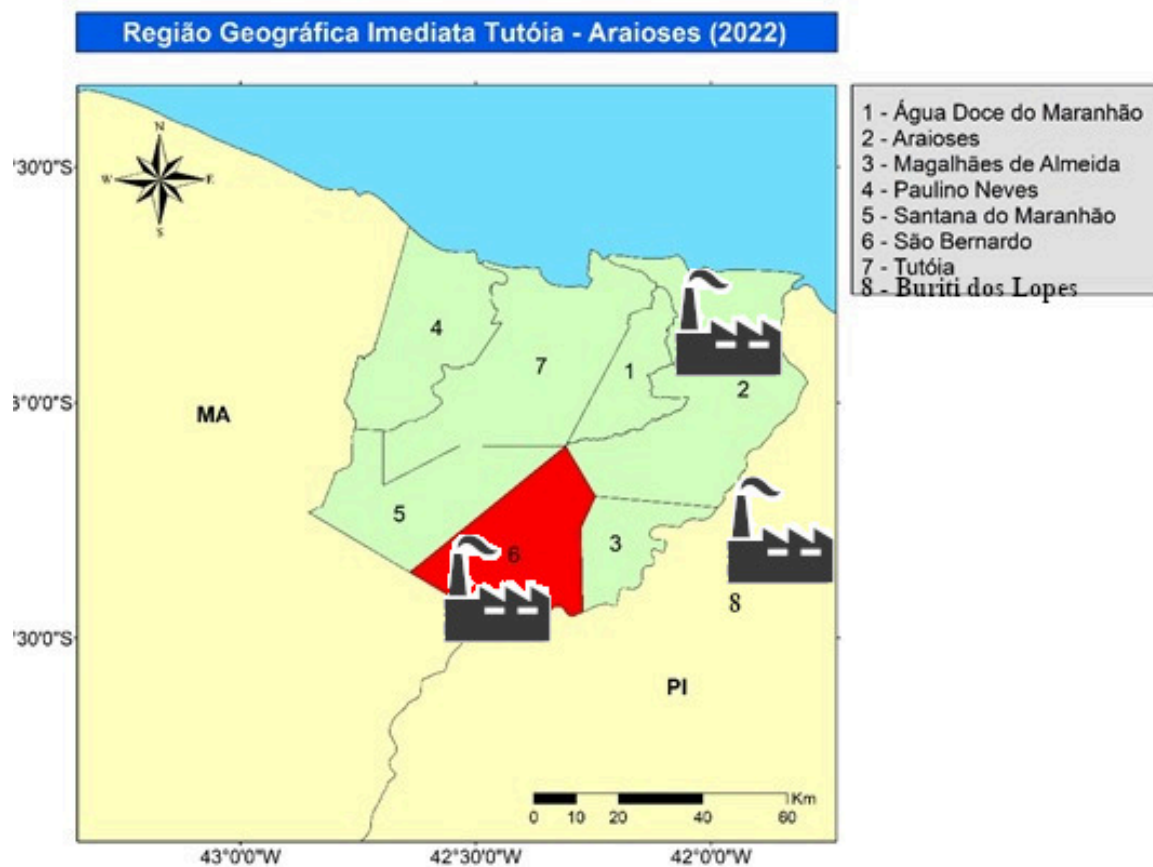 Região Geográfica Imediata Tutóia - Araioses (2022)
1 - Água Doce do Maranhão
2 - Araioses
3 - Magalhães de Almeida
4 - Paulino Neves
5 - Santana do Maranhão
6 - São Bernardo
7 - Tutóia
8 - Buriti dos Lopes
N
W
E
S
'30'0"S
4
7
1
2
MA
3°0'0"S
5
6
3
8
'30'0"S
PI
Km
0 10 20 40 60
43°0'0"W 42°30'0"W 42°0'0"W